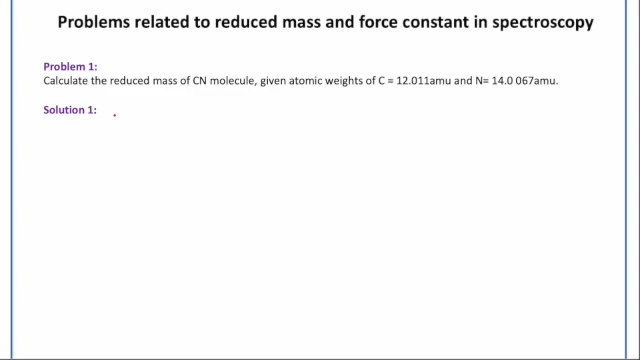 Problems related to reduced mass and force constant in spectroscopy
Problem 1:
Calculate the reduced mass of CN molecule, given atomic weights of C = 12.011amu and N= 14.0 067amu.
Solution 1: